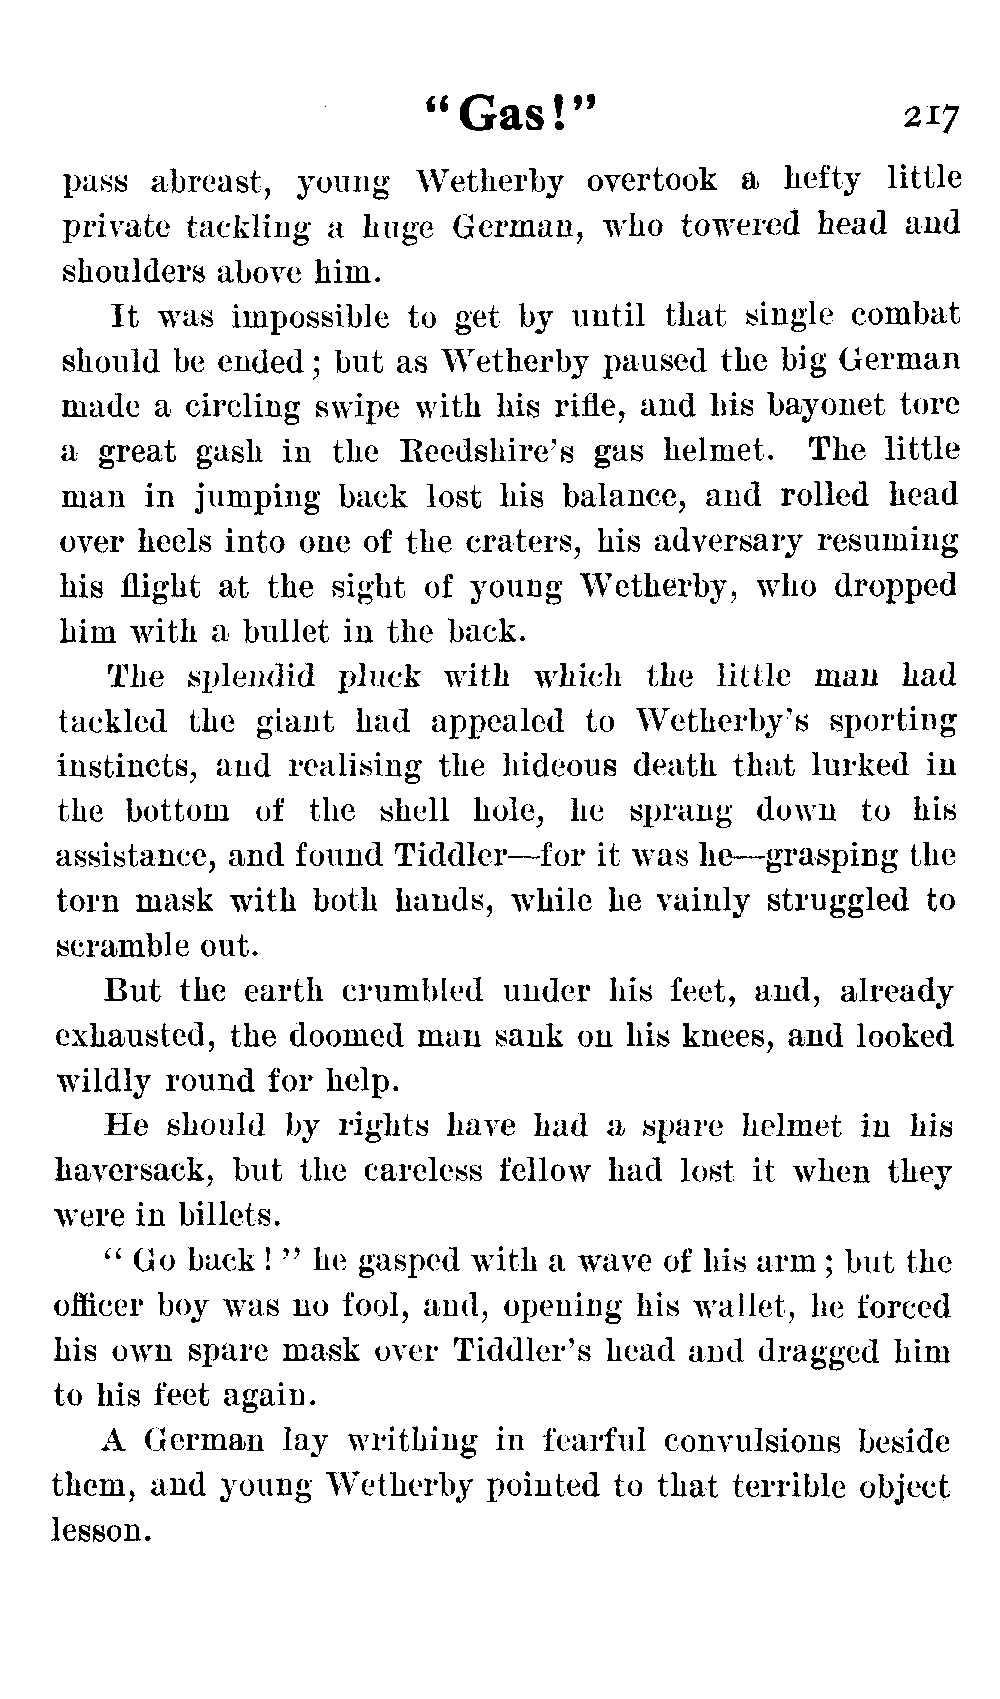 "Gas!" 217
pass abreast, young Wetherby overtook a hefty little
private tackling a huge German, who towered head and
shoulders above him.
It was impossible to get by until that single combat
should be ended; but as Wetherby paused the big German
made a circling swipe with his rifle, and his bayonet tore
a great gash in the Reedshire's gas helmet. The little
man in jumping back lost his balance, and rolled head
over heels into one of the craters, his adversary resuming
his flight at the sight of young Wetherby, who dropped
him with a bullet in the back.
The splendid pluck with which the little man had
tackled the giant had appealed to Wetherby's sporting
instincts, and realising the hideous death that lurked in
the bottom of the shell hole, he sprang down to his
assistance, and found Tiddler—for it was he—grasping the
torn mask with both hands, while he vainly struggled to
scramble out.
But the earth crumbled under his feet, and, already
exhausted, the doomed man sank on his knees, and looked
wildly round for help.
He should by rights have had a spare helmet in his
haversack, but the careless fellow had lost it when they
were in billets.
"Go back!" he gasped with a wave of his arm; but the
officer boy was no fool, and, opening his wallet, he forced
his own spare mask over Tiddler's head and dragged him
to his feet again.
A German lay writhing in fearful convulsions beside
them, and young Wetherby pointed to that terrible object
lesson.